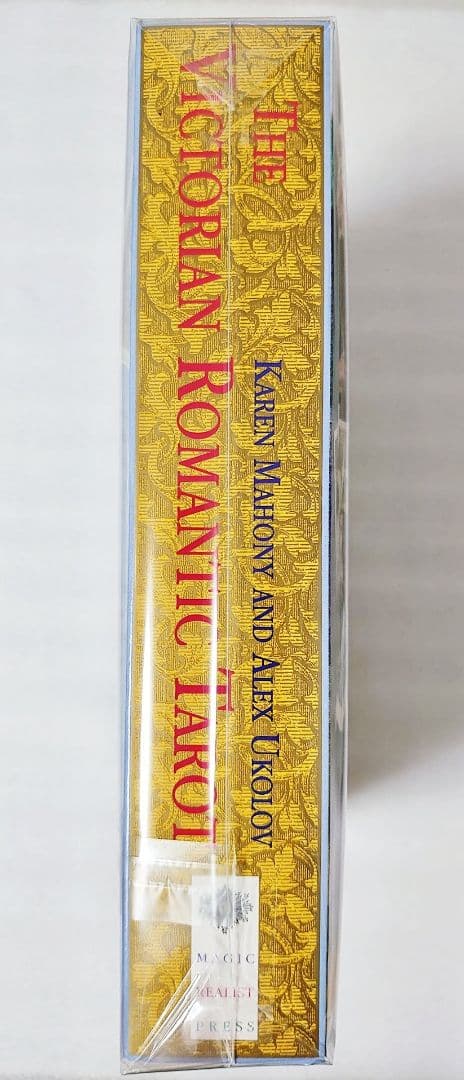 THE
VICTORIAN ROMANTIC TAROT
KAREN MAHONY AND ALEX UKOLOV
MAGIC
REALIST
PRESS